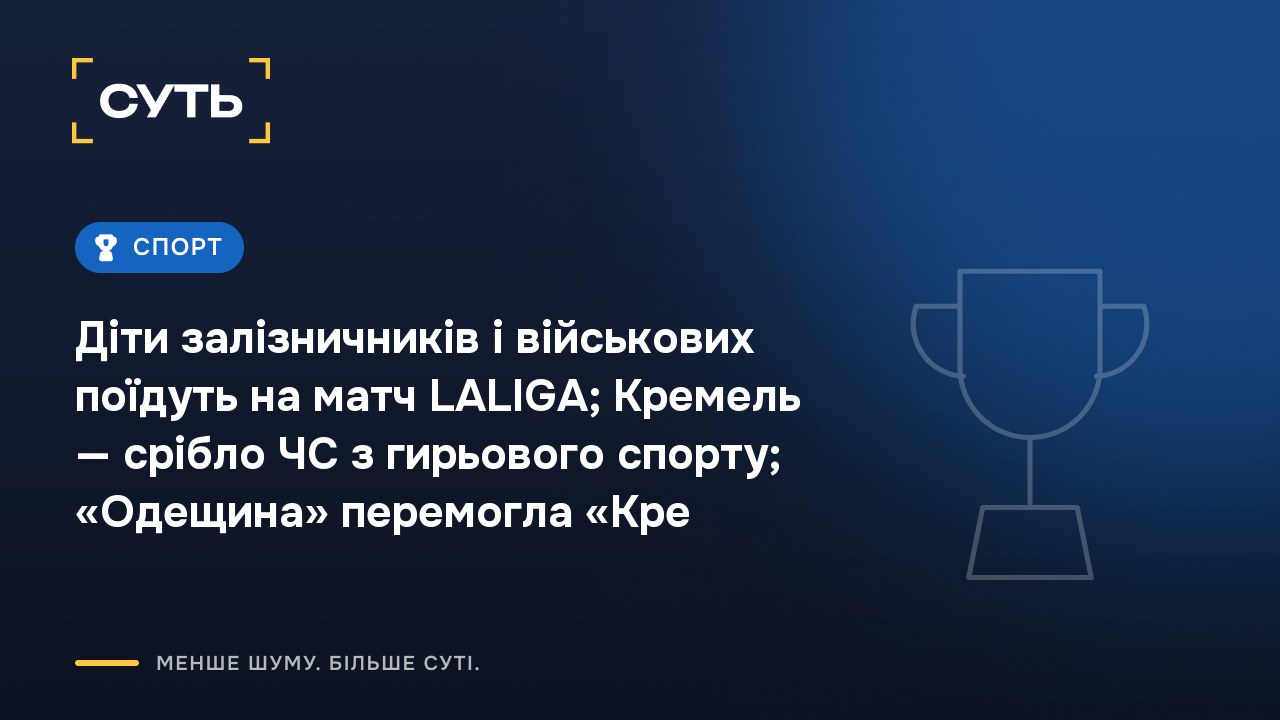 СУТЬ
СПОРТ
Діти залізничників і військових
поїдуть на матч LALIGA; Кремель
— срібло ЧС з гирьового спорту;
«Одещина» перемогла «Кре
МЕНШЕ ШУМУ. БІЛЬШЕ СУТІ.